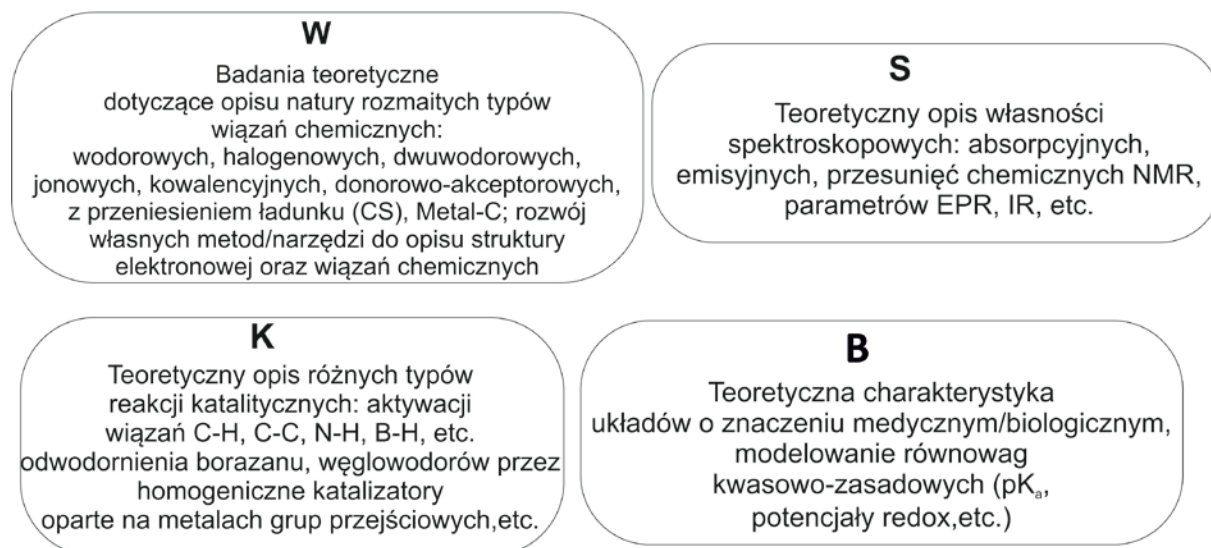 W
Badania teoretyczne
dotyczące opisu natury rozmaitych typów
wiązań chemicznych:
wodorowych, halogenowych, dwuwodorowych,
jonowych, kowalencyjnych, donorowo-akceptorowych,
z przeniesieniem ładunku (CS), Metal-C; rozwój
własnych metod/narzędzi do opisu struktury
elektronowej oraz wiązań chemicznych
S
Teoretyczny opis własności
spektroskopowych: absorpcyjnych,
emisyjnych, przesunięć chemicznych NMR,
parametrów EPR, IR, etc.
K
Teoretyczny opis różnych typów
reakcji katalitycznych: aktywacji
wiązań C-H, C-C, N-H, B-H, etc.
odwodornienia borazanu, węglowodorów przez
homogeniczne katalizatory
oparte na metalach grup przejściowych,etc.
B
Teoretyczna charakterystyka
układów o znaczeniu medycznym/biologicznym,
modelowanie równowag
kwasowo-zasadowych (pKₐ,
potencjały redox,etc.)